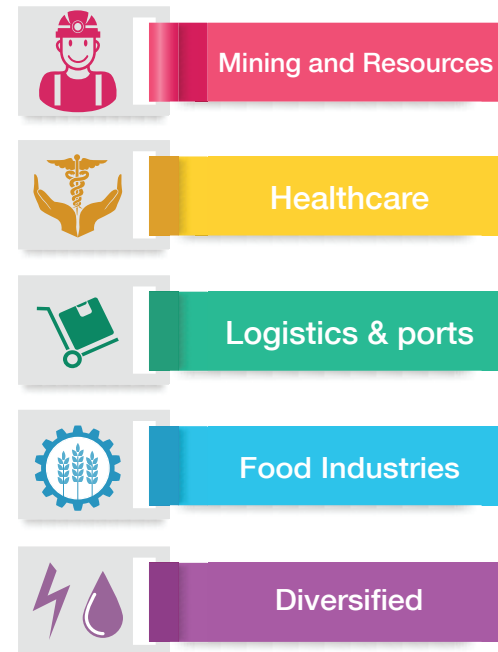 Mining and Resources
Healthcare
Logistics & ports
Food Industries
Diversified